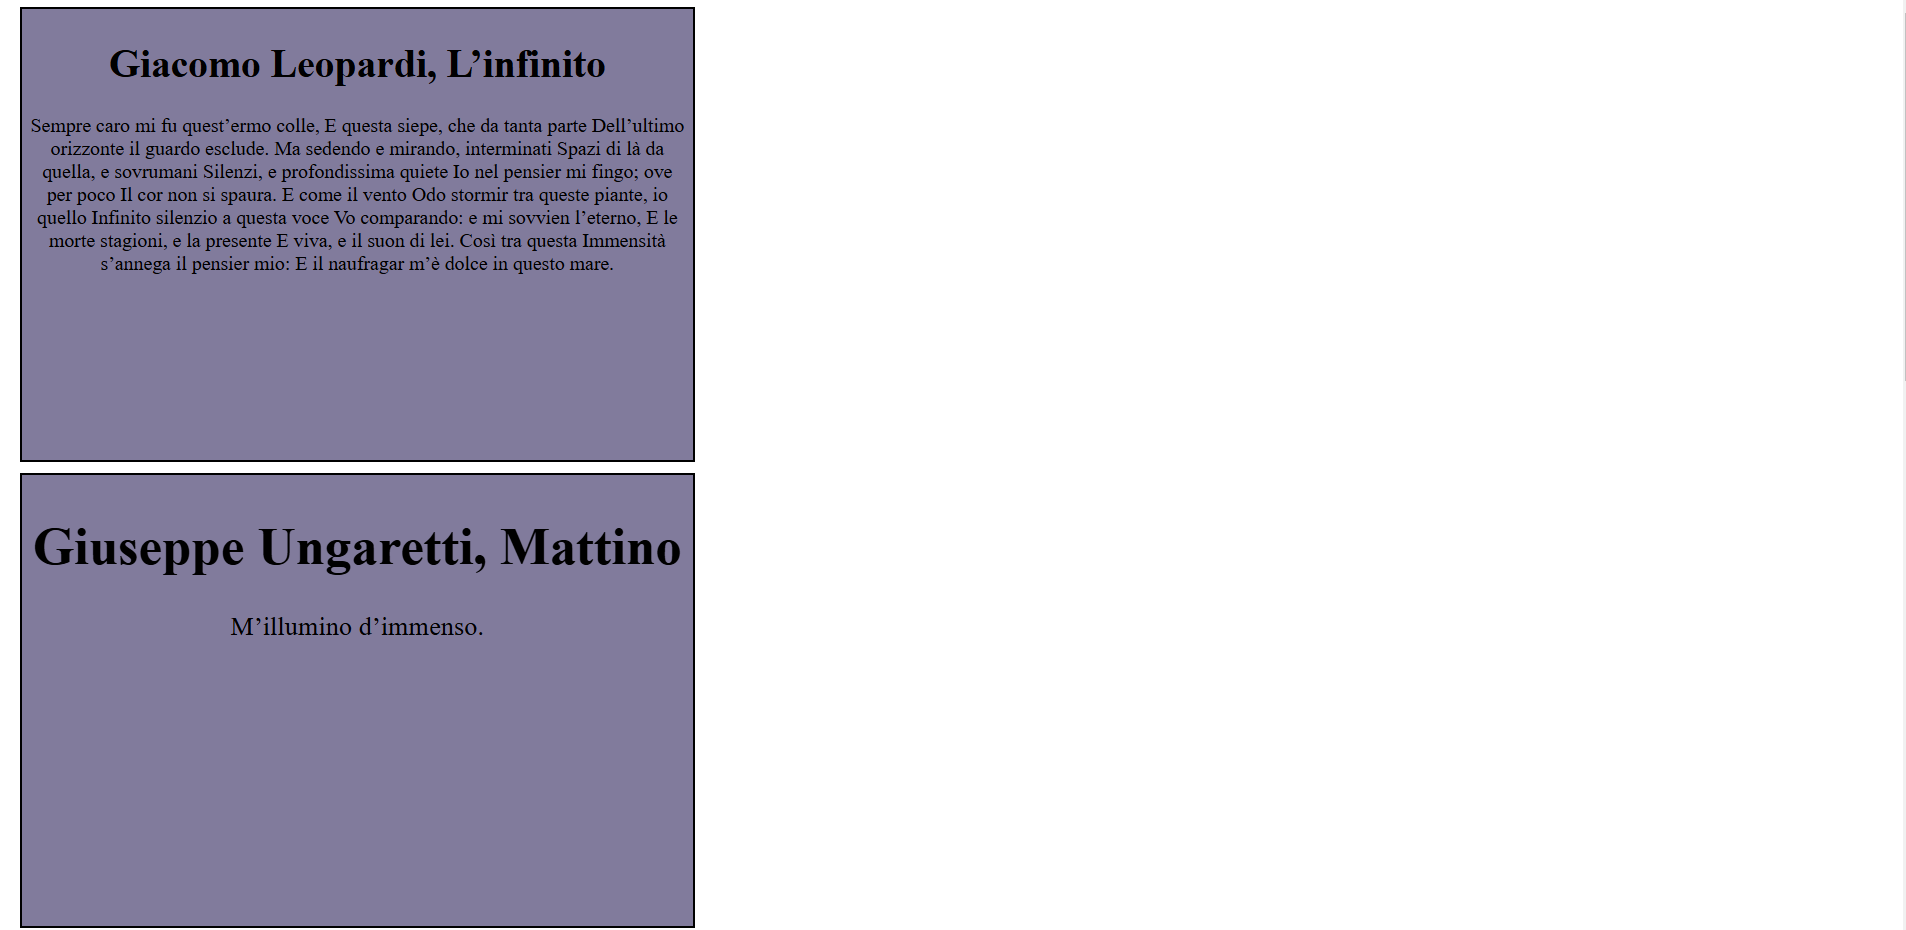 Giacomo Leopardi, L’infinito
Sempre caro mi fu quest’ermo colle, E questa siepe, che da tanta parte Dell’ultimo
orizzonte il guardo esclude. Ma sedendo e mirando, interminati Spazi di là da
quella, e sovrumani Silenzi, e profondissima quiete Io nel pensier mi fingo; ove
per poco Il cor non si spaura. E come il vento Odo stormir tra queste piante, io
quello Infinito silenzio a questa voce Vo comparando: e mi sovvien l’eterno, E le
morte stagioni, e la presente E viva, e il suon di lei. Così tra questa Immensità
s’annega il pensier mio: E il naufragar m’è dolce in questo mare.
Giuseppe Ungaretti, Mattino
M’illumino d’immenso.